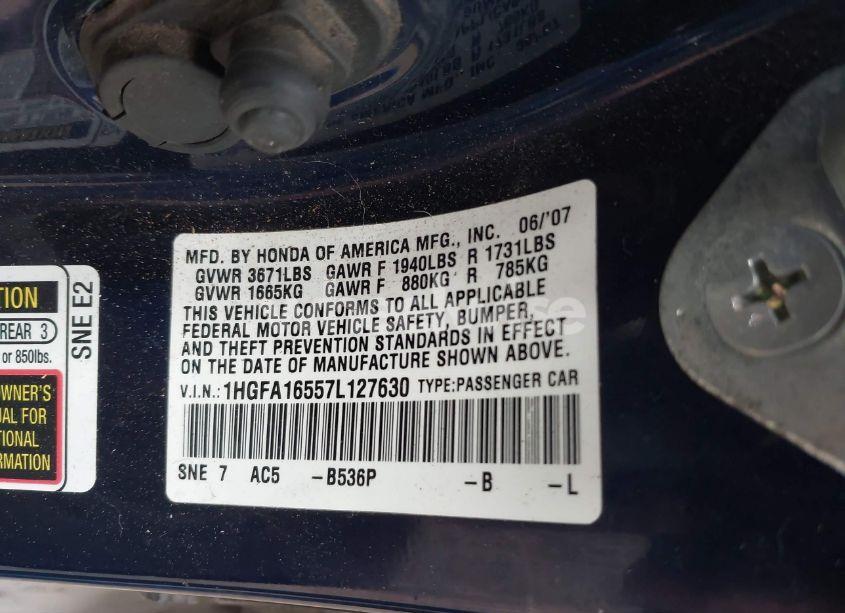 MFD. BY HONDA OF AMERICA MFG., INC. 06/'07
GVWR 3671LBS GAWR F 1940LBS R 1731LBS
GVWR 1665KG GAWR F 880KG R 785KG
THIS VEHICLE CONFORMS TO ALL APPLICABLE
FEDERAL MOTOR VEHICLE SAFETY, BUMPER,
AND THEFT PREVENTION STANDARDS IN EFFECT
ON THE DATE OF MANUFACTURE SHOWN ABOVE.
V.I.N.: 1HGFA16557L127630 TYPE:PASSENGER CAR
SNE 7 AC5 -B536P -B -L
TION
REAR 3
or 850lbs.
SNE E2
OWNER'S
UAL FOR
TIONAL
RMATION